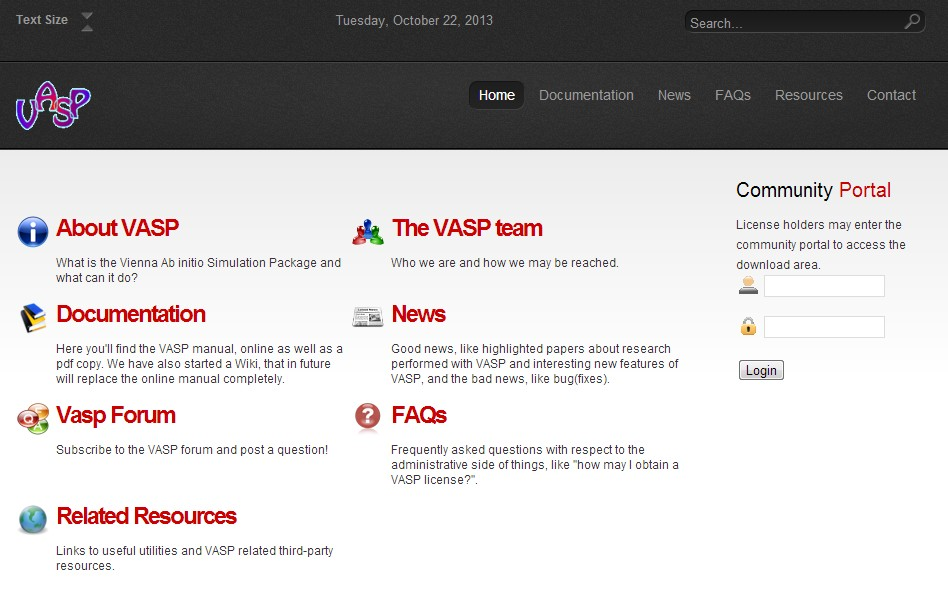 Text Size
Tuesday, October 22, 2013
Search...
VASP
Home
Documentation
News
FAQs
Resources
Contact
About VASP
What is the Vienna Ab initio Simulation Package and
what can it do?
The VASP team
Who we are and how we may be reached.
Documentation
Here you'll find the VASP manual, online as well as a
pdf copy. We have also started a Wiki, that in future
will replace the online manual completely.
News
Good news, like highlighted papers about research
performed with VASP and interesting new features of
VASP, and the bad news, like bug(fixes).
Vasp Forum
Subscribe to the VASP forum and post a question!
FAQs
Frequently asked questions with respect to the
administrative side of things, like "how may I obtain a
VASP license?".
Related Resources
Links to useful utilities and VASP related third-party
resources.
Community Portal
License holders may enter the
community portal to access the
download area.
Login